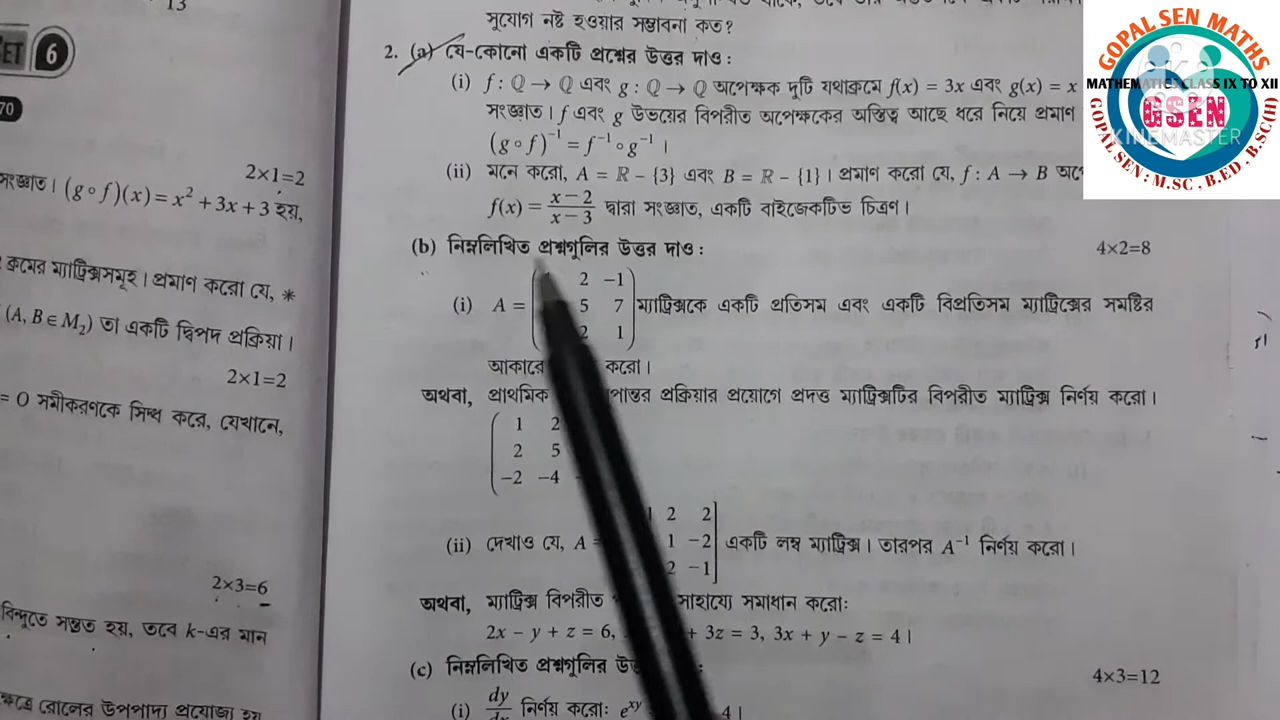 13
ET 6
70
2×1=2
সংজ্ঞাত। (g∘f)(x) = x² + 3x + 3 হয়,
ক্রমের ম্যাট্রিক্সসমূহ। প্রমাণ করো যে, *
(A, B ∈ M₂) তা একটি দ্বিপদ প্রক্রিয়া।
2×1=2
= O সমীকরণকে সিদ্ধ করে, যেখানে,
2×3=6
বিন্দুতে সন্তত হয়, তবে k-এর মান
রোলের উপপাদ্য প্রযোজ্য হয়
সুযোগ নষ্ট হওয়ার সম্ভাবনা কত?
2. (a) যে-কোনো একটি প্রশ্নের উত্তর দাও:
(i) f : Q → Q এবং g : Q → Q অপেক্ষক দুটি যথাক্রমে f(x) = 3x এবং g(x) = x
সংজ্ঞাত। f এবং g উভয়ের বিপরীত অপেক্ষকের অস্তিত্ব আছে ধরে নিয়ে প্রমাণ
(g∘f)⁻¹ = f⁻¹∘g⁻¹ ।
(ii) মনে করো, A = ℝ – {3} এবং B = ℝ – {1}। প্রমাণ করো যে, f : A → B
f(x) = x – 2 / x – 3 দ্বারা সংজ্ঞাত, একটি বাইজেকটিভ চিত্রণ।
(b) নিম্নলিখিত প্রশ্নগুলির উত্তর দাও: 4×2=8
2 –1
(i) A = 5 7 ম্যাট্রিক্সকে একটি প্রতিসম এবং একটি বিপ্রতিসম ম্যাট্রিক্সের সমষ্টির
2 1
আকারে করো।
অথবা, প্রাথমিক প্রক্রিয়ার প্রয়োগে প্রদত্ত ম্যাট্রিক্সটির বিপরীত ম্যাট্রিক্স নির্ণয় করো।
1 2
2 5
–2 –4
1 2 2
(ii) দেখাও যে, A = 1 –2 একটি লম্ব ম্যাট্রিক্স। তারপর A⁻¹ নির্ণয় করো।
2 –1
অথবা, ম্যাট্রিক্স বিপরীত সাহায্যে সমাধান করো:
2x – y + z = 6, + 3z = 3, 3x + y – z = 4।
(c) নিম্নলিখিত প্রশ্নগুলির 4×3=12
(i) dy নির্ণয় করো: eˣʸ 4।
GOPAL SEN MATHS
MATHEMATICS CLASS IX TO XII
GSEN
KINEMASTER
GOPAL SEN : M.SC , B.ED , B.SC(H)